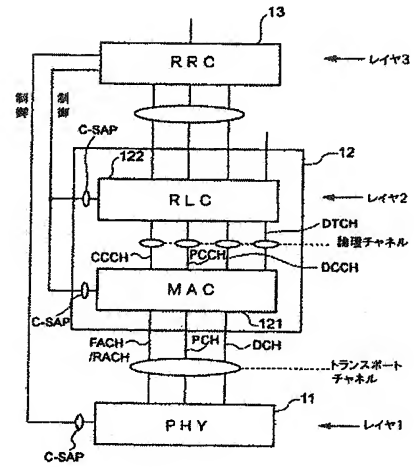 13
RRC
レイヤ3
制御
制御
C-SAP
122
12
RLC
レイヤ2
DTCH
論理チャネル
CCCH
PCCH
DCCH
MAC
C-SAP
121
FACH
/RACH
PCH
DCH
トランスポート
チャネル
11
PHY
レイヤ1
C-SAP